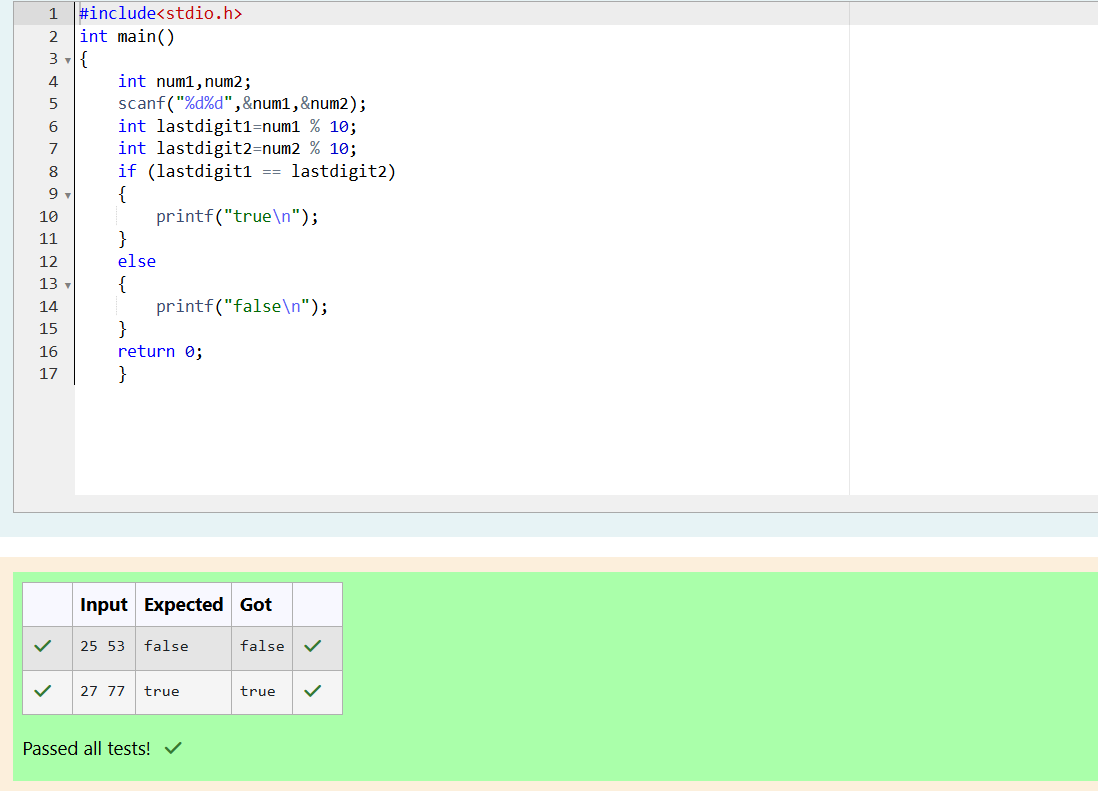 1 #include<stdio.h>
2 int main()
3 {
4     int num1,num2;
5     scanf("%d%d",&num1,&num2);
6     int lastdigit1=num1 % 10;
7     int lastdigit2=num2 % 10;
8     if (lastdigit1 == lastdigit2)
9     {
10         printf("true\n");
11     }
12     else
13     {
14         printf("false\n");
15     }
16     return 0;
17     }
Input Expected Got
25 53 false false
27 77 true true
Passed all tests!